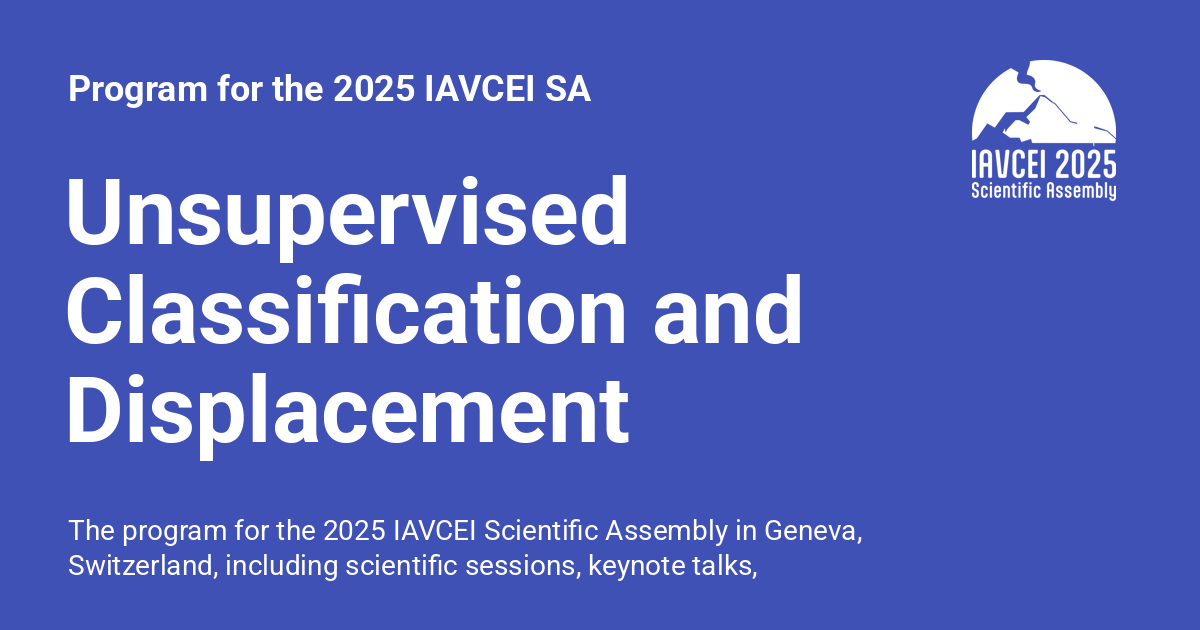 Program for the 2025 IAVCEI SA
IAVCEI 2025
Scientific Assembly
Unsupervised
Classification and
Displacement
The program for the 2025 IAVCEI Scientific Assembly in Geneva,
Switzerland, including scientific sessions, keynote talks,